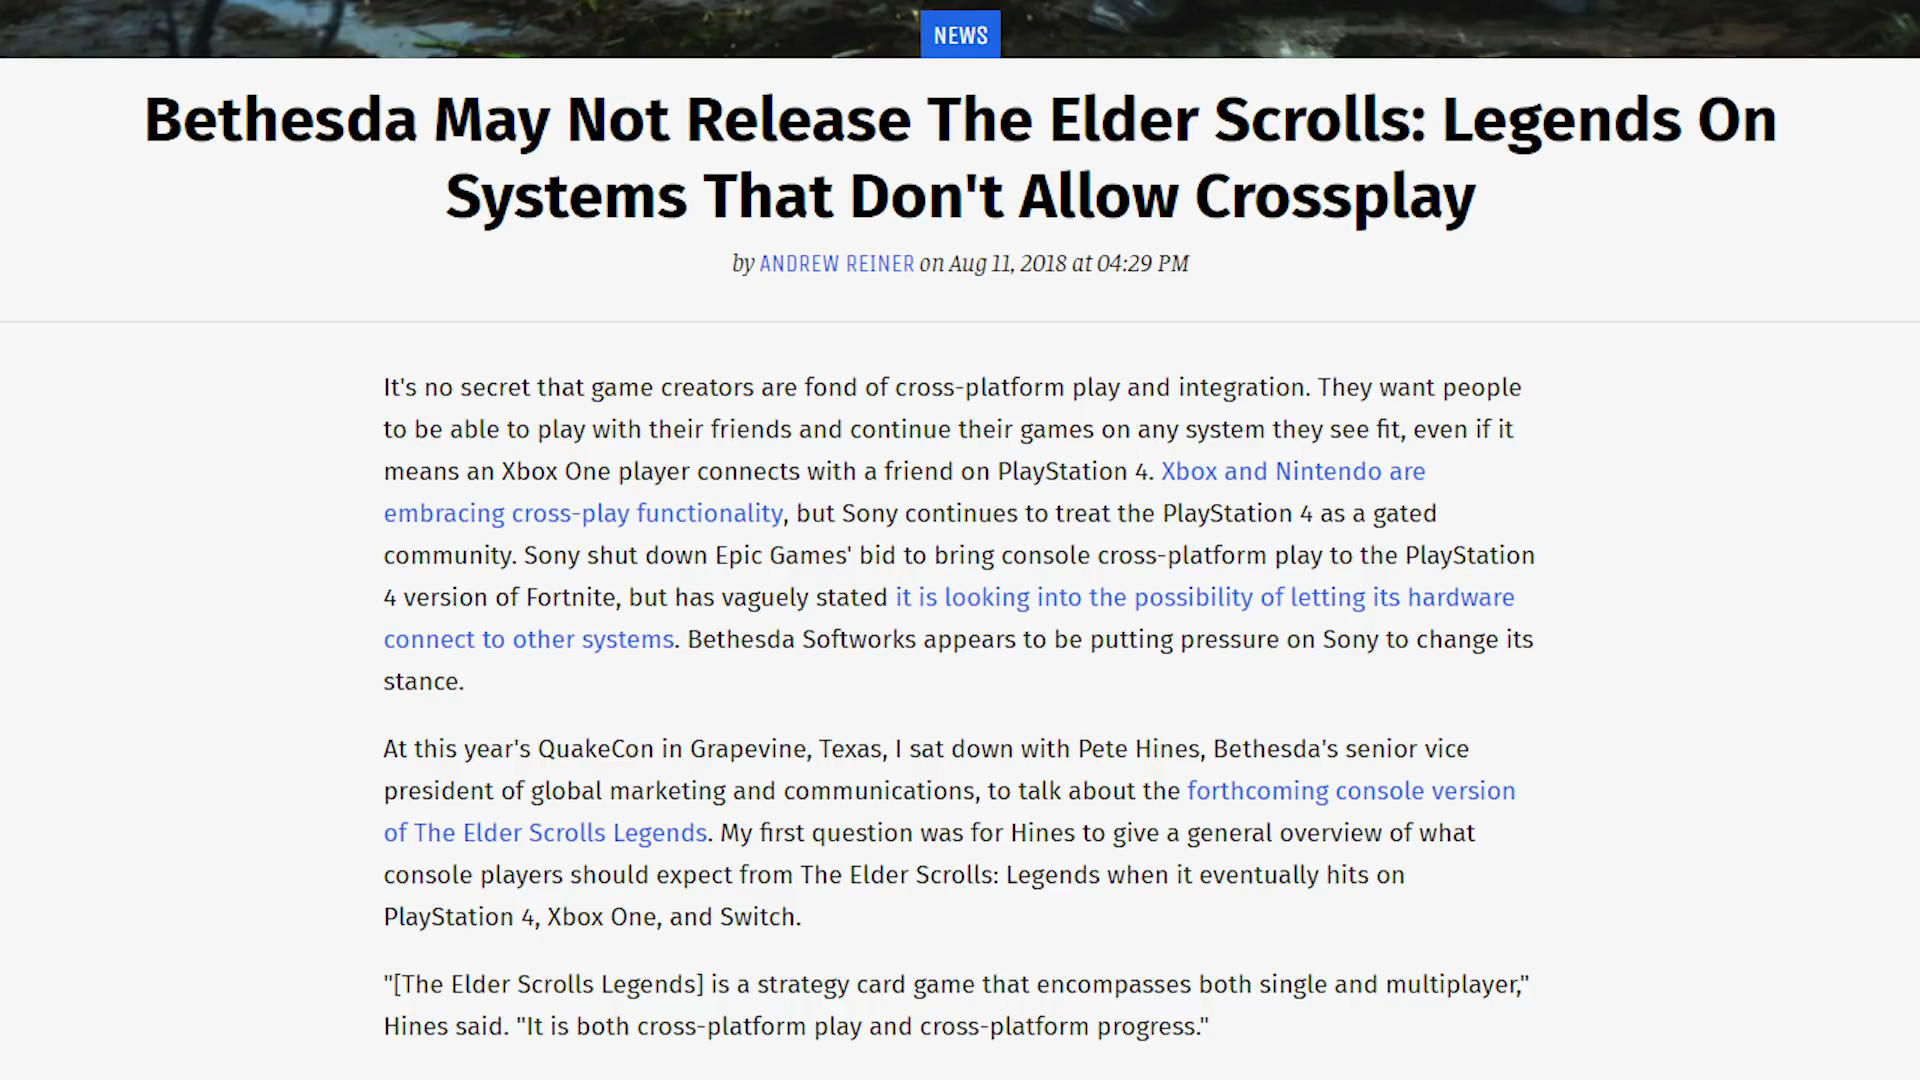 NEWS
Bethesda May Not Release The Elder Scrolls: Legends On
Systems That Don't Allow Crossplay
by ANDREW REINER on Aug 11, 2018 at 04:29 PM
It's no secret that game creators are fond of cross-platform play and integration. They want people
to be able to play with their friends and continue their games on any system they see fit, even if it
means an Xbox One player connects with a friend on PlayStation 4. Xbox and Nintendo are
embracing cross-play functionality, but Sony continues to treat the PlayStation 4 as a gated
community. Sony shut down Epic Games' bid to bring console cross-platform play to the PlayStation
4 version of Fortnite, but has vaguely stated it is looking into the possibility of letting its hardware
connect to other systems. Bethesda Softworks appears to be putting pressure on Sony to change its
stance.
At this year's QuakeCon in Grapevine, Texas, I sat down with Pete Hines, Bethesda's senior vice
president of global marketing and communications, to talk about the forthcoming console version
of The Elder Scrolls Legends. My first question was for Hines to give a general overview of what
console players should expect from The Elder Scrolls: Legends when it eventually hits on
PlayStation 4, Xbox One, and Switch.
"[The Elder Scrolls Legends] is a strategy card game that encompasses both single and multiplayer,"
Hines said. "It is both cross-platform play and cross-platform progress."